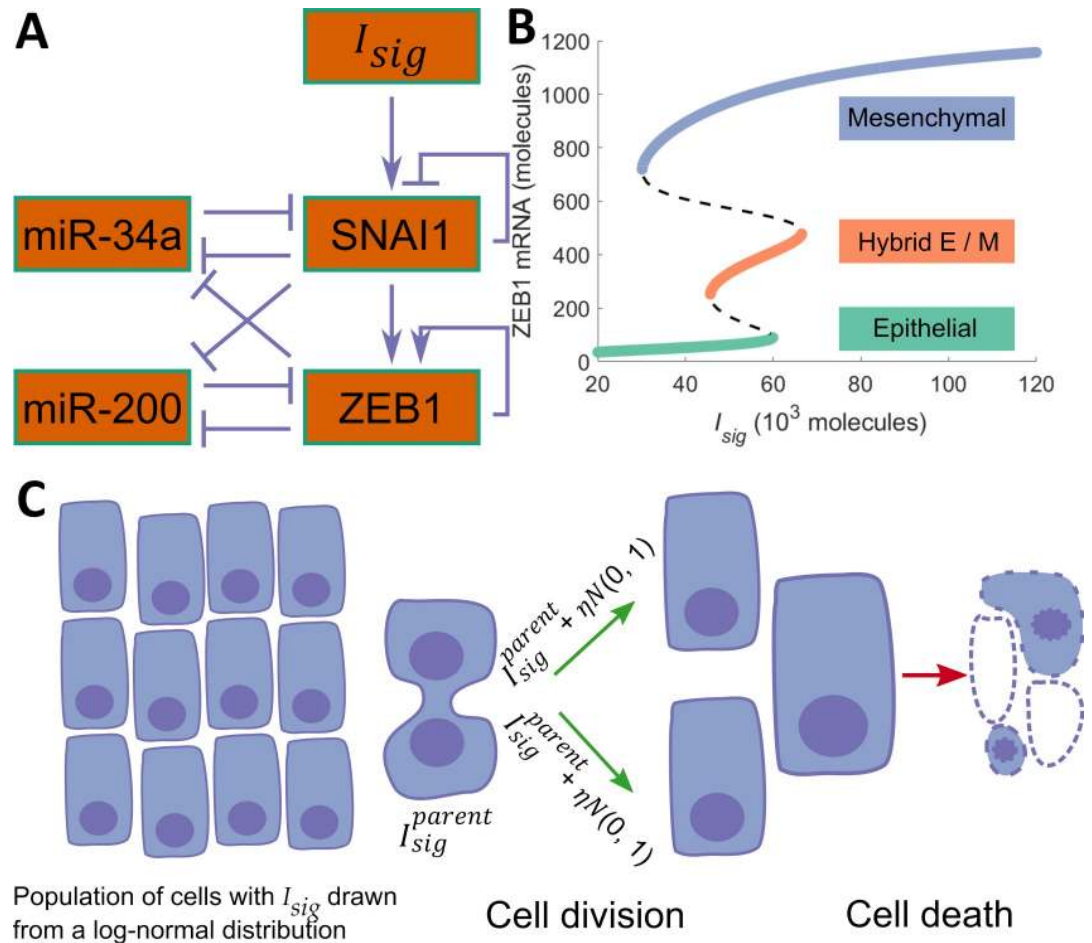 A
I_sig
miR-34a
SNAI1
miR-200
ZEB1
B
ZEB1 mRNA (molecules)
1200
1000
800
600
400
200
0
Mesenchymal
Hybrid E / M
Epithelial
20
40
60
80
100
120
I_sig (10^3 molecules)
C
I_sig^parent + ηN(0, 1)
I_sig^parent + ηN(0, 1)
I_sig^parent
Population of cells with I_sig drawn
from a log-normal distribution
Cell division
Cell death